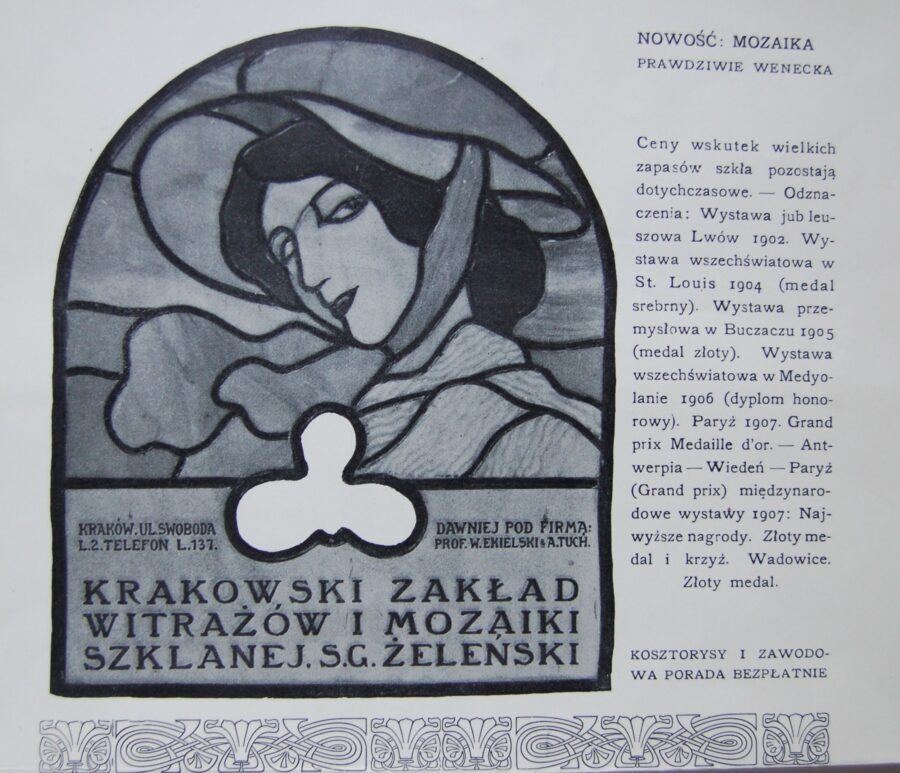 NOWOŚĆ: MOZAIKA
PRAWDZIWIE WENECKA
Ceny wskutek wielkich
zapasów szkła pozostają
dotychczasowe. — Odzna-
czenia: Wystawa jubleu-
szowa Lwów 1902. Wy-
stawa wszechświatowa w
St. Louis 1904 (medal
srebrny). Wystawa prze-
mysłowa w Buczaczu 1905
(medal złoty). Wystawa
wszechświatowa w Medyo-
lanie 1906 (dyplom hono-
rowy). Paryż 1907. Grand
prix Medaille d'or. — Ant-
werpia — Wiedeń — Paryż
(Grand prix) międzynaro-
dowe wystawy 1907: Naj-
wyższe nagrody. Złoty me-
dal i krzyż. Wadowice.
Złoty medal.
KOSZTORYSY I ZAWODO-
WA PORADA BEZPŁATNIE
KRAKÓW. UL. SWOBODA
L.2. TELEFON L.137.
DAWNIEJ POD FIRMĄ:
PROF. W. EKIELSKI & A. TUCH.
KRAKOWSKI ZAKŁAD
WITRAŻÓW I MOZAIKI
SZKLANEJ, S.G. ŻELEŃSKI